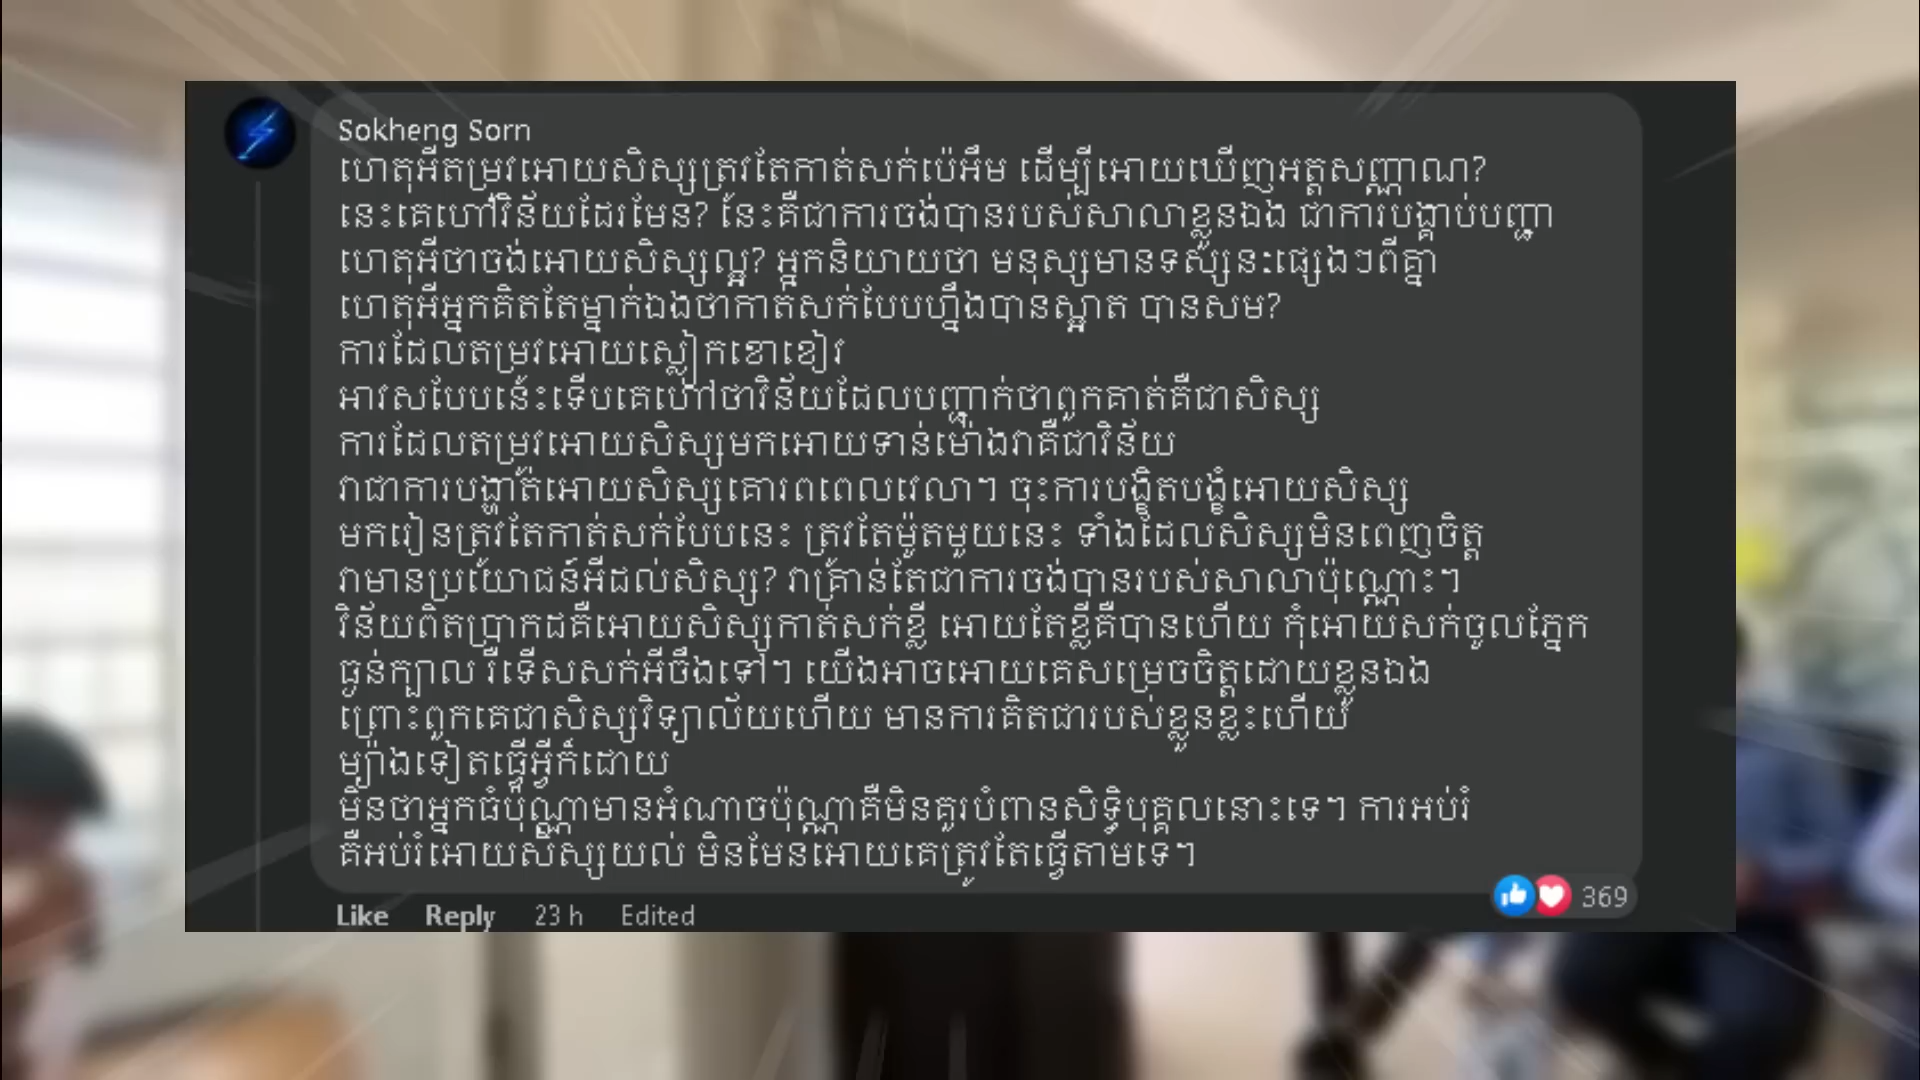 Sokheng Sorn
ហេតុអីតម្រូវអោយសិស្សត្រូវតែកាត់សក់ប៉េអឹម ដើម្បីអោយឃើញអត្តសញ្ញាណ?
នេះគេហៅវិន័យដែរមែន? នែះគឺជាការចង់បានរបស់សាលាខ្លួនឯង ជាការបង្គាប់បញ្ជា
ហេតុអីថាចង់អោយសិស្សល្អ? អ្នកនិយាយថា មនុស្សមានទស្សនៈផ្សេងៗពីគ្នា
ហេតុអីអ្នកគិតតែម្នាក់ឯងថាកាត់សក់បែបហ្នឹងបានស្អាត បានសម?
ការដែលតម្រូវអោយស្លៀកខោខៀវ
អាវសបែបនេ៎ះទើបគេហៅថាវិន័យដែលបញ្ជាក់ថាពួកគាត់គឺជាសិស្ស
ការដែលតម្រូវអោយសិស្សមកអោយទាន់ម៉ោងវាគឺជាវិន័យ
វាជាការបង្ហាត់អោយសិស្សគោរពពេលវេលា។ ចុះការបង្ខិតបង្ខំអោយសិស្ស
មករៀនត្រូវតែកាត់សក់បែបនេះ ត្រូវតែម៉ូតមួយនេះ ទាំងដែលសិស្សមិនពេញចិត្ត
វាមានប្រយោជន៍អីដល់សិស្ស? វាគ្រាន់តែជាការចង់បានរបស់សាលាប៉ុណ្ណោះ។
វិន័យពិតប្រាកដគឺអោយសិស្សកាត់សក់ខ្លី អោយតែខ្លីគឺបានហើយ កុំអោយសក់ចូលភ្នែក
ធ្ងន់ក្បាល រឺទើសសក់អីចឹងទៅ។ យើងអាចអោយគេសម្រេចចិត្តដោយខ្លួនឯង
ព្រោះពួកគេជាសិស្សវិទ្យាល័យហើយ មានការគិតជារបស់ខ្លួនខ្លះហើយ
ម្យ៉ាងទៀតធ្វើអ្វីក៏ដោយ
មិនថាអ្នកធំប៉ុណ្ណាមានអំណាចប៉ុណ្ណាគឺមិនគួរបំពានសិទ្ធិបុគ្គលនោះទេ។ ការអប់រំ
គឺអប់រំអោយសិស្សយល់ មិនមែនអោយគេត្រូវតែធ្វើតាមទេ។
369
Like Reply 23 h Edited